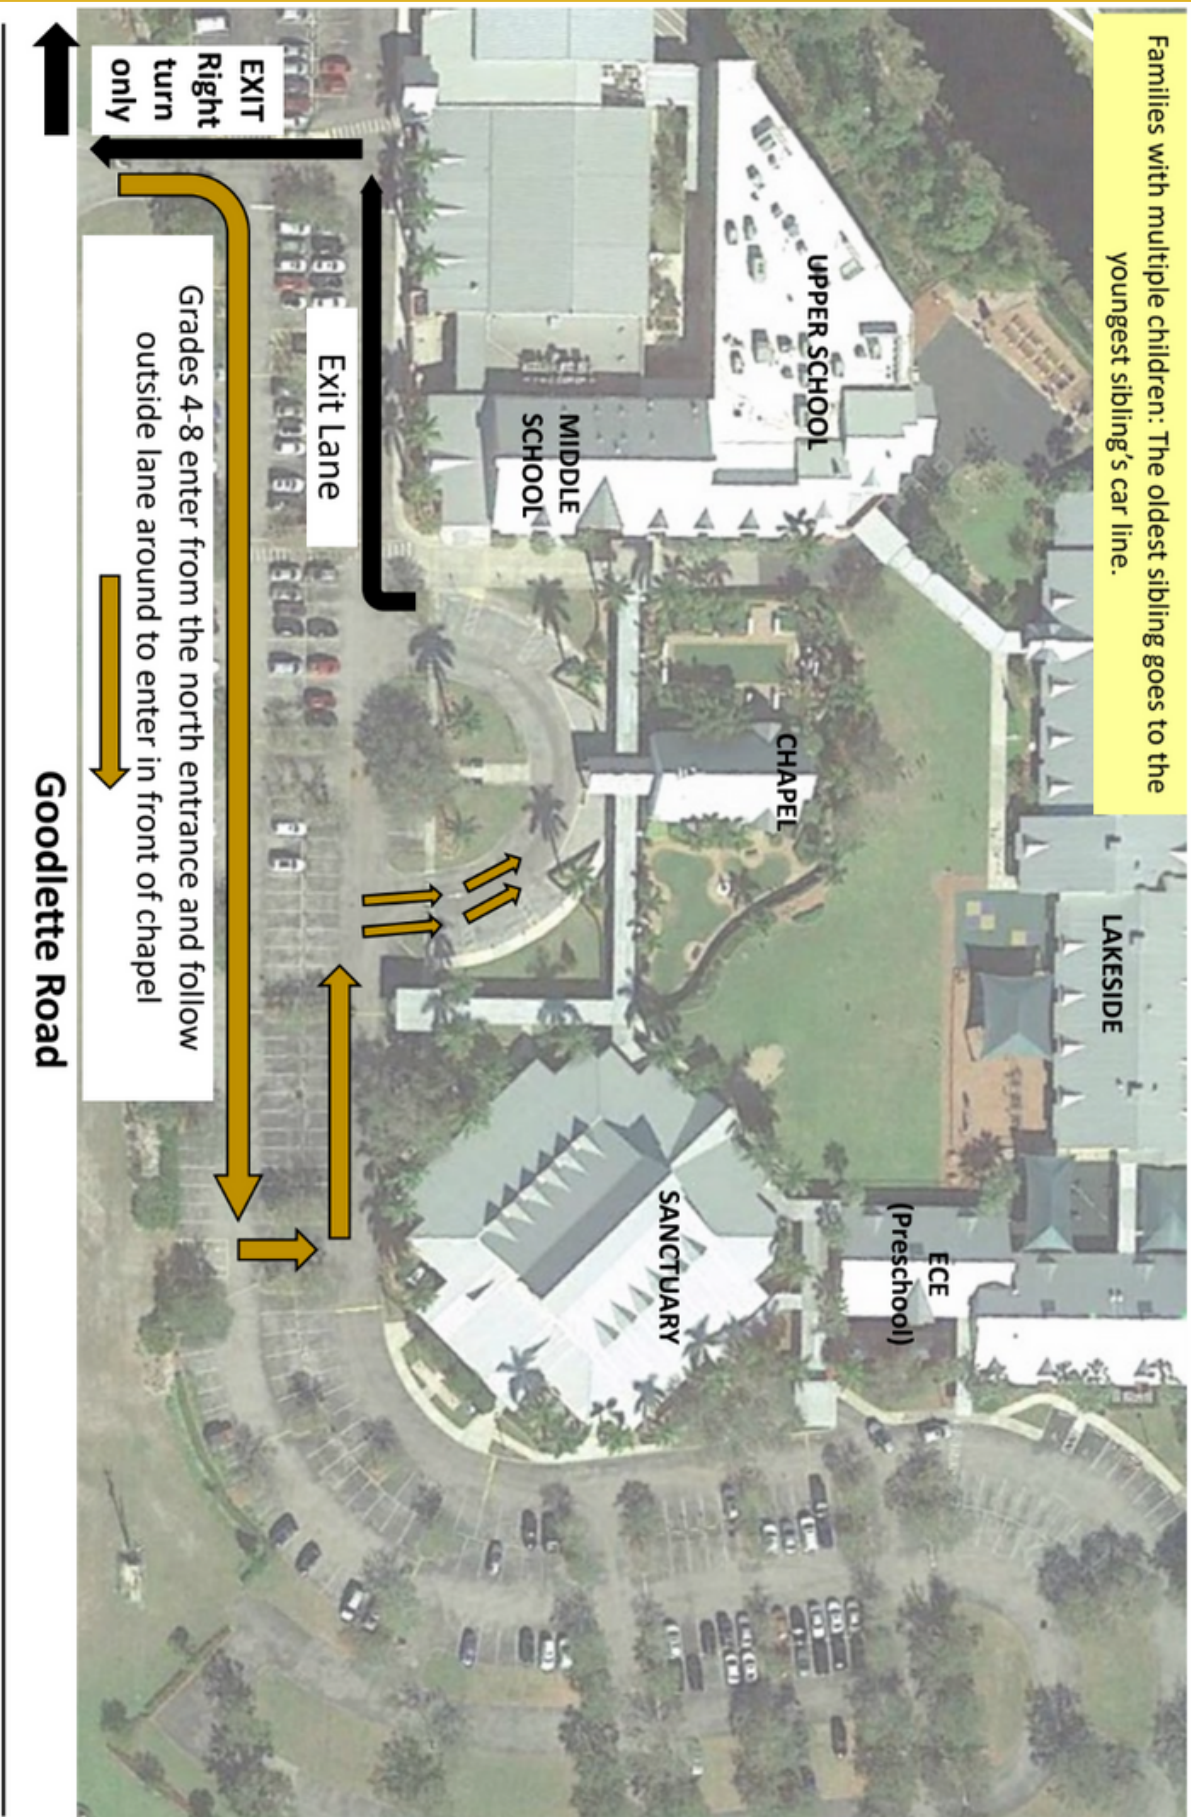 Families with multiple children: The oldest sibling goes to the
youngest sibling's car line.
UPPER SCHOOL
MIDDLE
SCHOOL
CHAPEL
LAKESIDE
ECE
(Preschool)
SANCTUARY
Exit Lane
EXIT
Right
turn
only
Grades 4-8 enter from the north entrance and follow
outside lane around to enter in front of chapel
Goodlette Road